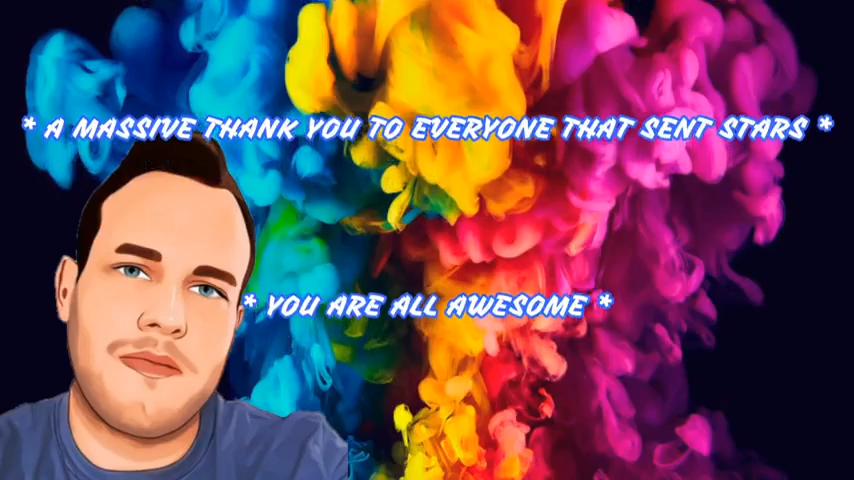 * A MASSIVE THANK YOU TO EVERYONE THAT SENT STARS *
* YOU ARE ALL AWESOME *